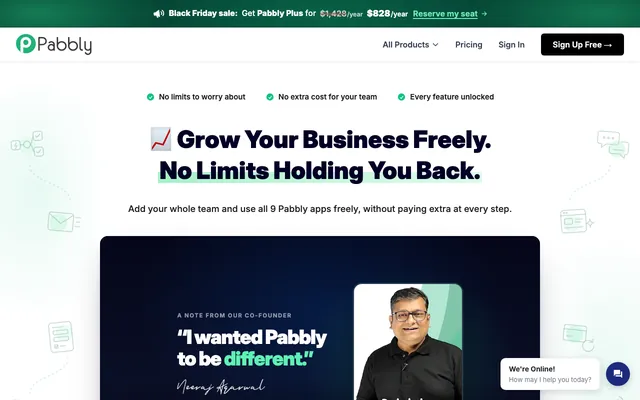 Black Friday sale: Get Pabbly Plus for $1,428/year $828/year Reserve my seat →
Pabbly
All Products Pricing Sign In Sign Up Free →
No limits to worry about No extra cost for your team Every feature unlocked
📈 Grow Your Business Freely.
No Limits Holding You Back.
Add your whole team and use all 9 Pabbly apps freely, without paying extra at every step.
A NOTE FROM OUR CO-FOUNDER
“I wanted Pabbly
to be different.”
Neeraj Agarwal
We're Online!
How may I help you today?